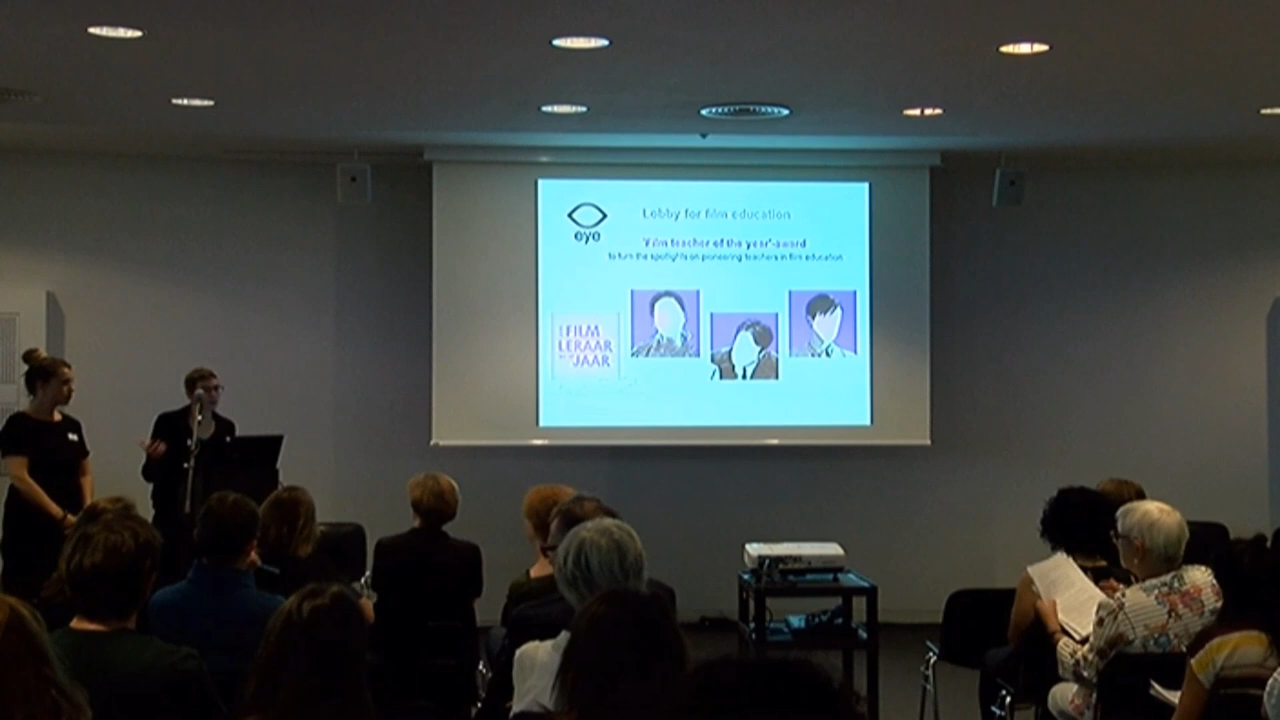 eye
Lobby for film education
'Film teacher of the year'-award
to turn the spotlights on pioneering teachers in film education
FILM
LERAAR
JAAR